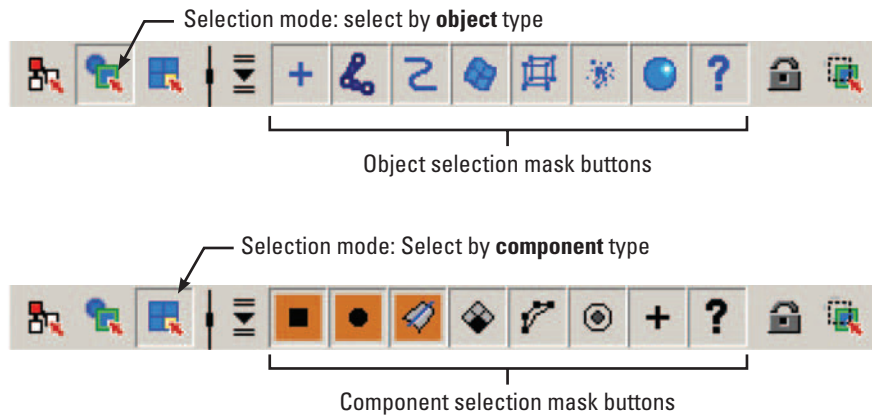 Selection mode: select by object type
Object selection mask buttons
Selection mode: Select by component type
Component selection mask buttons